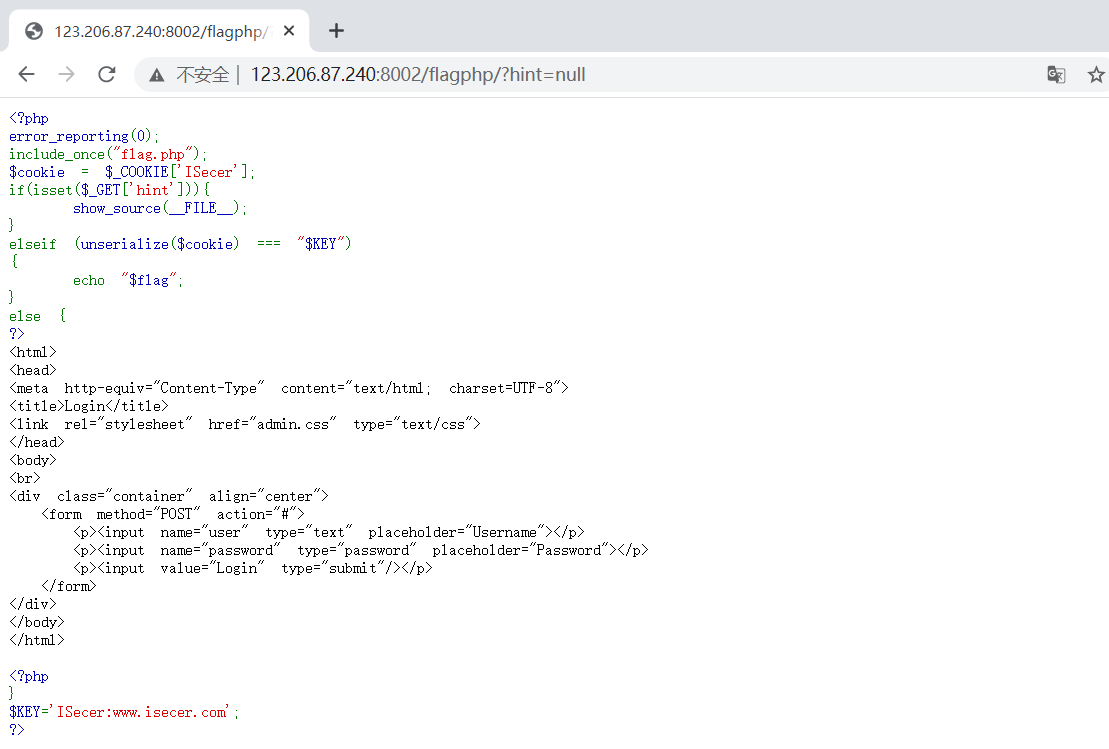 123.206.87.240:8002/flagphp/
不安全 | 123.206.87.240:8002/flagphp/?hint=null
<?php
error_reporting(0);
include_once("flag.php");
$cookie = $_COOKIE['ISecer'];
if(isset($_GET['hint'])){
        show_source(__FILE__);
}
elseif (unserialize($cookie) === "$KEY")
{
        echo "$flag";
}
else {
?>
<html>
<head>
<meta http-equiv="Content-Type" content="text/html; charset=UTF-8">
<title>Login</title>
<link rel="stylesheet" href="admin.css" type="text/css">
</head>
<body>
<br>
<div class="container" align="center">
    <form method="POST" action="#">
        <p><input name="user" type="text" placeholder="Username"></p>
        <p><input name="password" type="password" placeholder="Password"></p>
        <p><input value="Login" type="submit"/></p>
    </form>
</div>
</body>
</html>
<?php
}
$KEY='ISecer:www.isecer.com';
?>